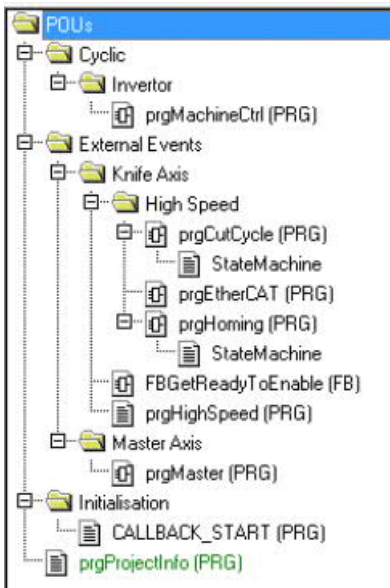 POUs
Cyclic
Invertor
prgMachineCtrl (PRG)
External Events
Knife Axis
High Speed
prgCutCycle (PRG)
StateMachine
prgEtherCAT (PRG)
prgHoming (PRG)
StateMachine
FBGetReadyToEnable (FB)
prgHighSpeed (PRG)
Master Axis
prgMaster (PRG)
Initialisation
CALLBACK_START (PRG)
prgProjectInfo (PRG)